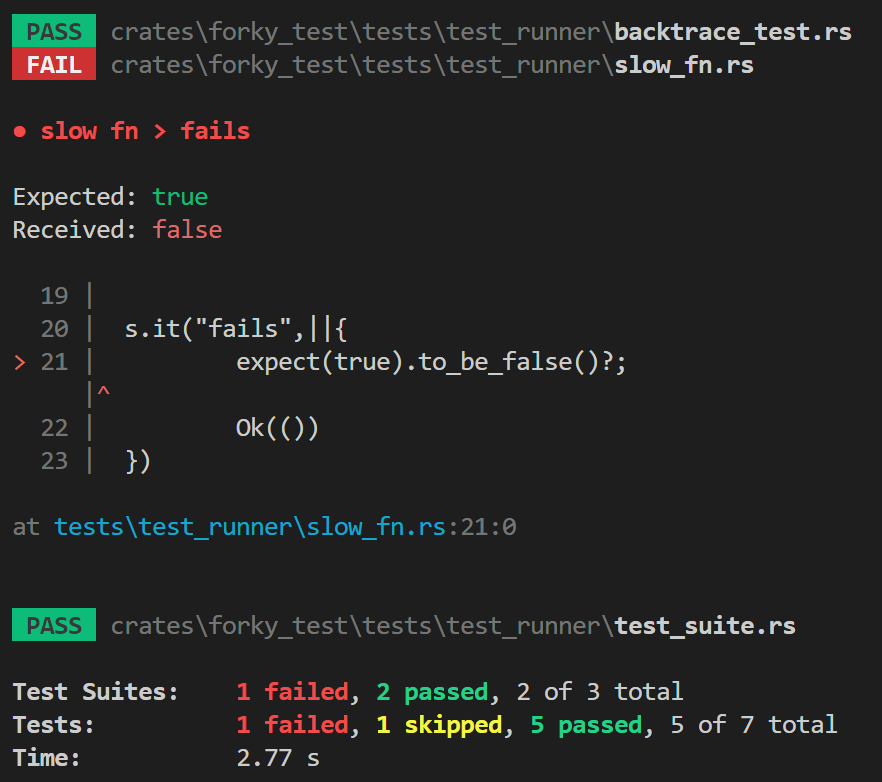 PASS crates\forky_test\tests\test_runner\backtrace_test.rs
FAIL crates\forky_test\tests\test_runner\slow_fn.rs
● slow fn > fails
Expected: true
Received: false
19 |
20 | s.it("fails",||{
> 21 | expect(true).to_be_false()?;
|^
22 | Ok(())
23 | })
at tests\test_runner\slow_fn.rs:21:0
PASS crates\forky_test\tests\test_runner\test_suite.rs
Test Suites: 1 failed, 2 passed, 2 of 3 total
Tests: 1 failed, 1 skipped, 5 passed, 5 of 7 total
Time: 2.77 s